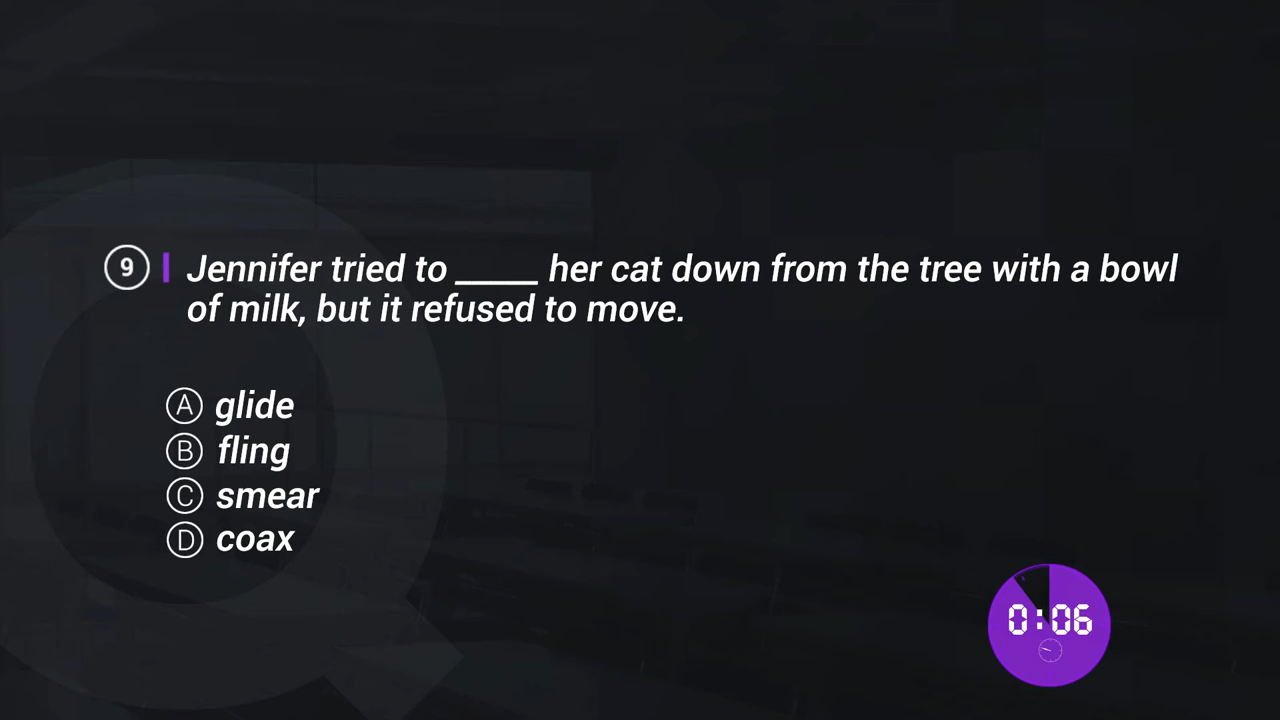 9 Jennifer tried to _____ her cat down from the tree with a bowl
of milk, but it refused to move.
A glide
B fling
C smear
D coax
0:06